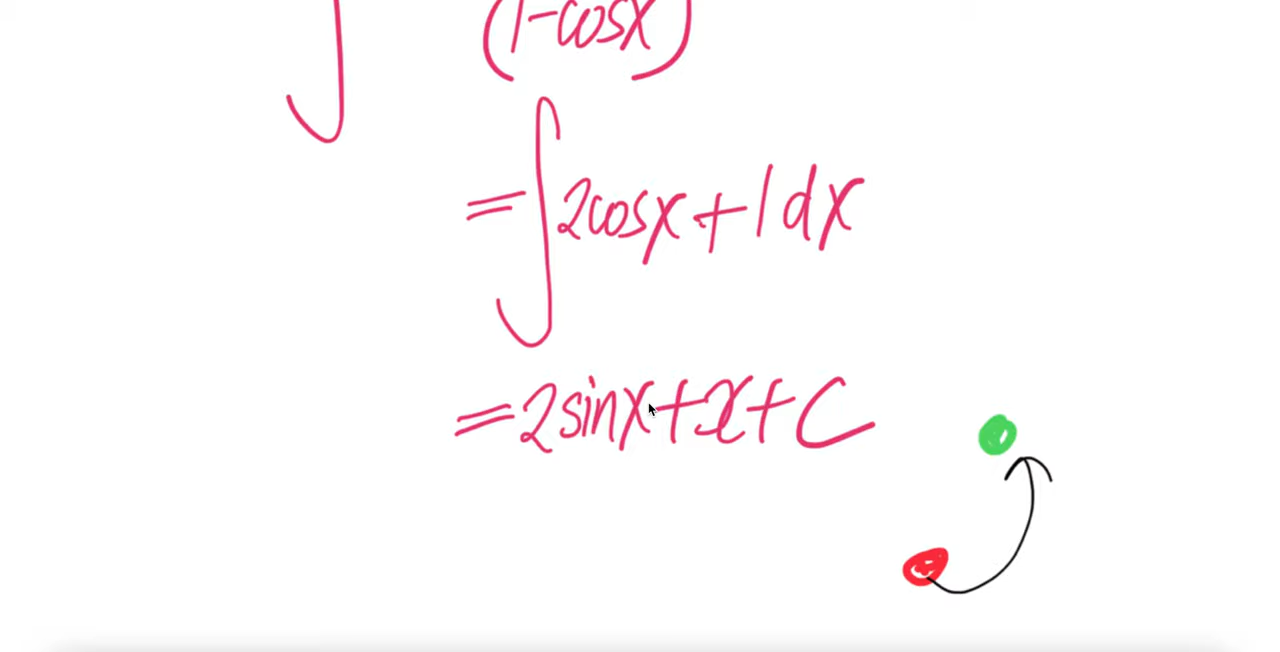 ∫ (1-cosx)
=∫2cosx+1dx
=2sinx+x+C